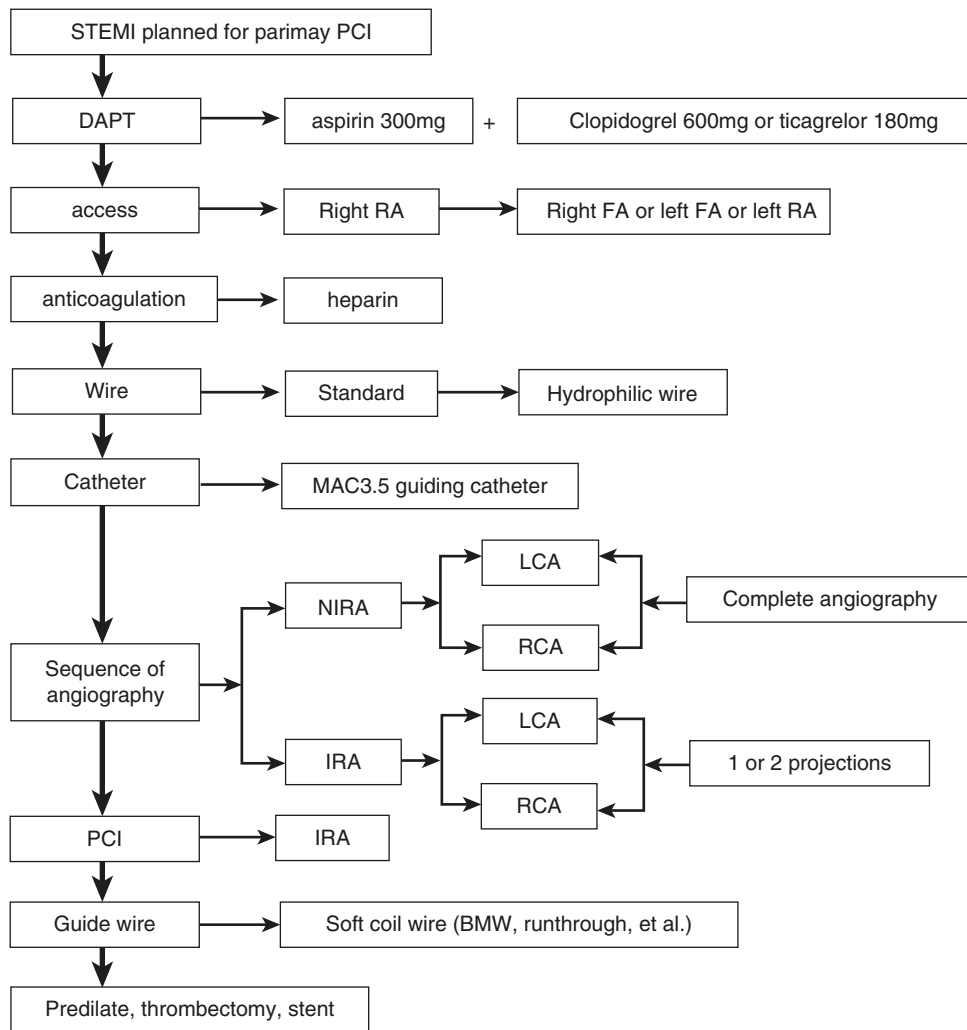 STEMI planned for parimay PCI
DAPT
aspirin 300mg
+
Clopidogrel 600mg or ticagrelor 180mg
access
Right RA
Right FA or left FA or left RA
anticoagulation
heparin
Wire
Standard
Hydrophilic wire
Catheter
MAC3.5 guiding catheter
Sequence of
angiography
NIRA
LCA
RCA
Complete angiography
IRA
LCA
RCA
1 or 2 projections
PCI
IRA
Guide wire
Soft coil wire (BMW, runthrough, et al.)
Predilate, thrombectomy, stent